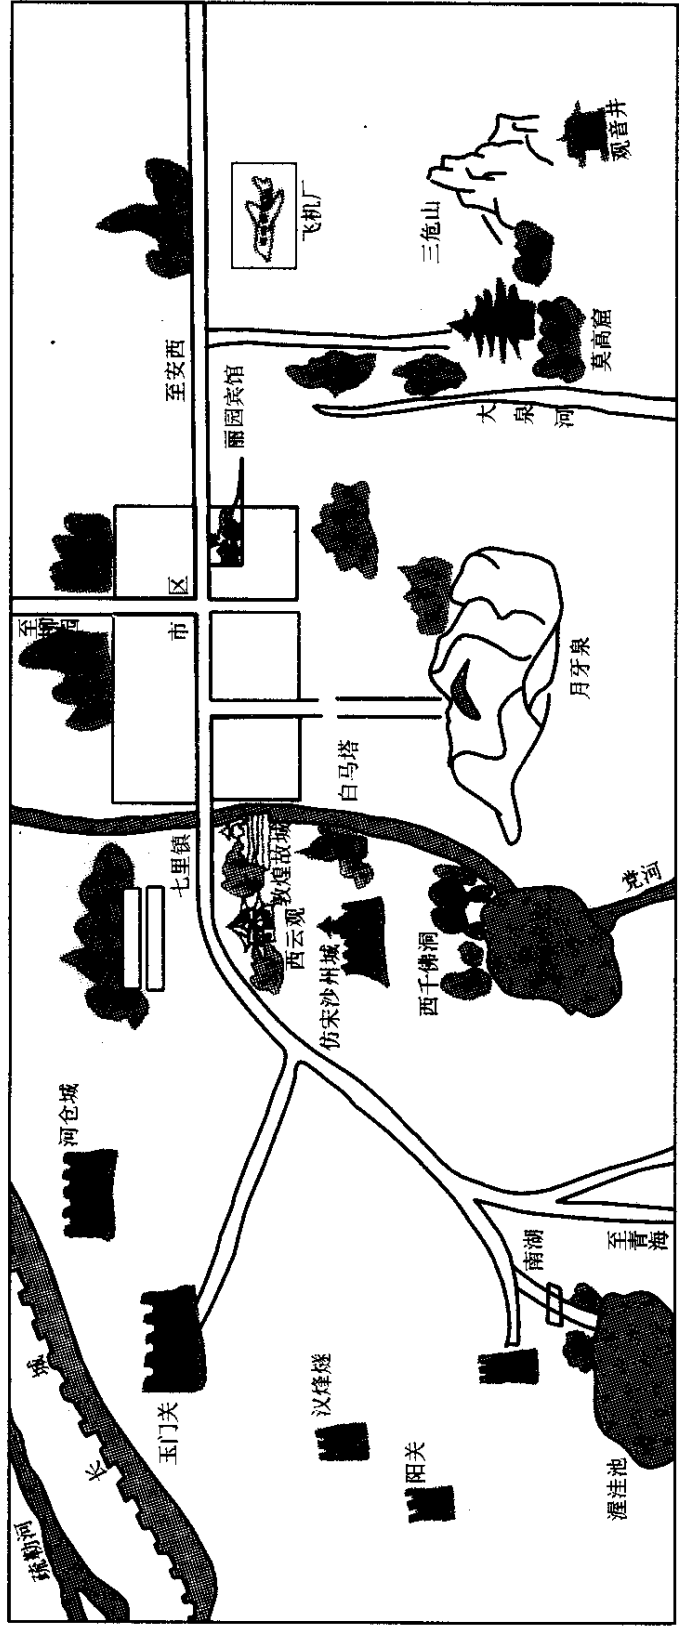 疏勒河
长
城
玉门关
河仓城
汉烽燧
阳关
渥洼池
南湖
至青海
七里镇
西云观
敦煌故城
仿宋沙州城
西千佛洞
党河
白马塔
月牙泉
至柳园
市
区
丽园宾馆
至安西
飞机厂
大泉河
莫高窟
三危山
观音井